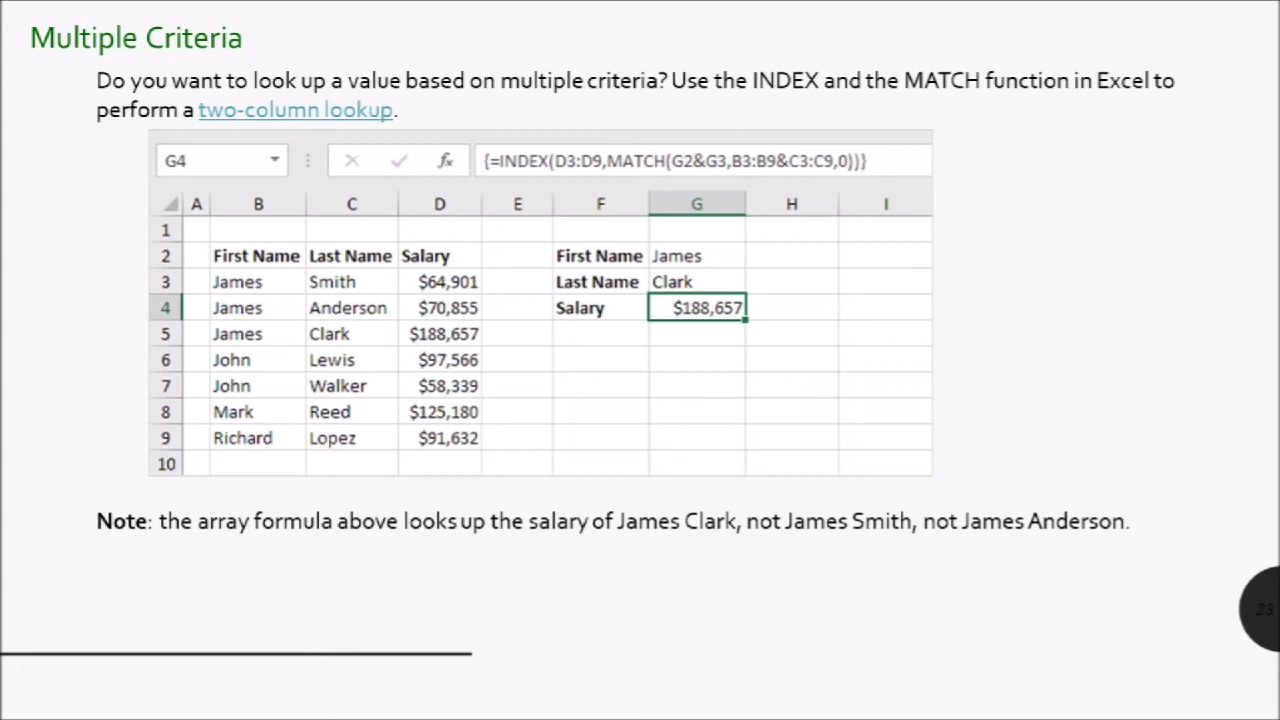 Multiple Criteria
Do you want to look up a value based on multiple criteria? Use the INDEX and the MATCH function in Excel to
perform a two-column lookup.
G4 fx {=INDEX(D3:D9,MATCH(G2&G3,B3:B9&C3:C9,0))}
A B C D E F G H I
1
2 First Name Last Name Salary First Name James
3 James Smith $64,901 Last Name Clark
4 James Anderson $70,855 Salary $188,657
5 James Clark $188,657
6 John Lewis $97,566
7 John Walker $58,339
8 Mark Reed $125,180
9 Richard Lopez $91,632
10
Note: the array formula above looks up the salary of James Clark, not James Smith, not James Anderson.
28